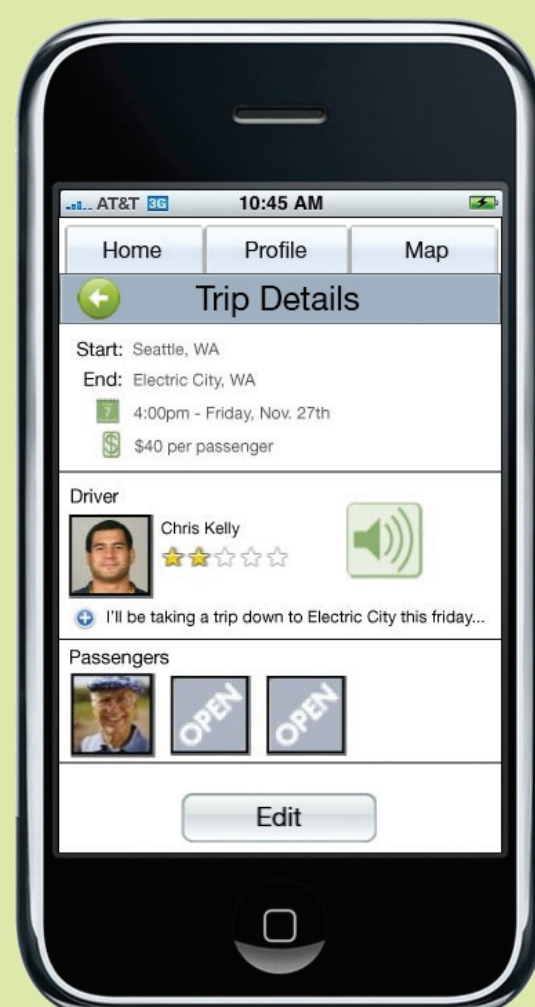 AT&T 3G 10:45 AM
Home Profile Map
Trip Details
Start: Seattle, WA
End: Electric City, WA
7 4:00pm - Friday, Nov. 27th
$ $40 per passenger
Driver
Chris Kelly
I'll be taking a trip down to Electric City this friday...
Passengers
OPEN OPEN
Edit